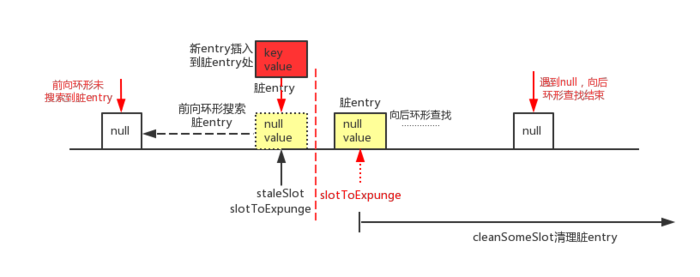 新entry插入
到脏entry处
key
value
脏entry
前向环形未
搜索到脏entry
null
前向环形搜索
脏entry
null
value
脏entry
null
value
向后环形查找
遇到null，向后
环形查找结束
null
staleSlot
slotToExpunge
slotToExpunge
cleanSomeSlot清理脏entry